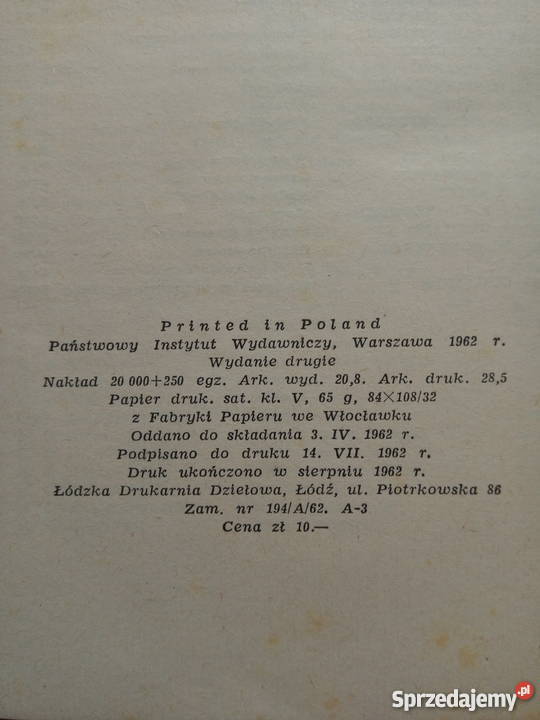 Printed in Poland
Państwowy Instytut Wydawniczy, Warszawa 1962 r.
Wydanie drugie
Nakład 20 000+250 egz. Ark. wyd. 20,8. Ark. druk. 28,5
Papier druk. sat. kl. V, 65 g, 84×108/32
z Fabryki Papieru we Włocławku
Oddano do składania 3. IV. 1962 r.
Podpisano do druku 14. VII. 1962 r.
Druk ukończono w sierpniu 1962 r.
Łódzka Drukarnia Dziełowa, Łódź, ul. Piotrkowska 86
Zam. nr 194/A/62. A-3
Cena zł 10.—
Sprzedajemy.pl